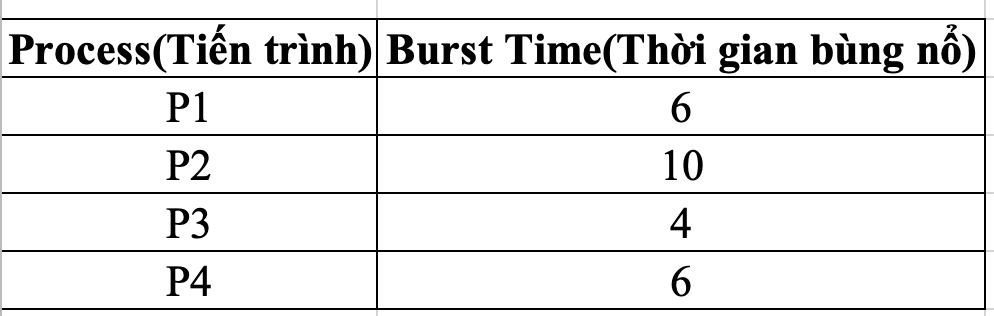 Process(Tiến trình) Burst Time(Thời gian bùng nổ)
P1 6
P2 10
P3 4
P4 6